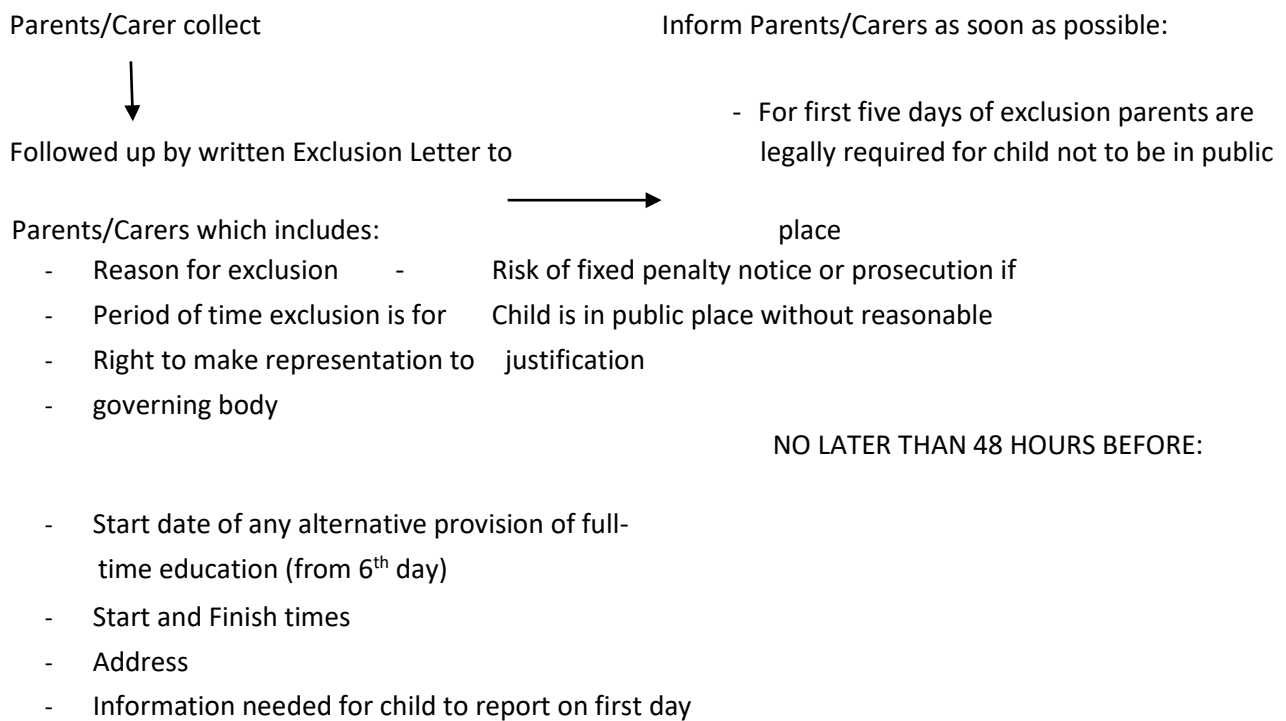 Parents/Carer collect
Inform Parents/Carers as soon as possible:
- For first five days of exclusion parents are
Followed up by written Exclusion Letter to
legally required for child not to be in public
Parents/Carers which includes:
place
- Reason for exclusion - Risk of fixed penalty notice or prosecution if
- Period of time exclusion is for Child is in public place without reasonable
- Right to make representation to justification
- governing body
NO LATER THAN 48 HOURS BEFORE:
- Start date of any alternative provision of full-
time education (from 6th day)
- Start and Finish times
- Address
- Information needed for child to report on first day